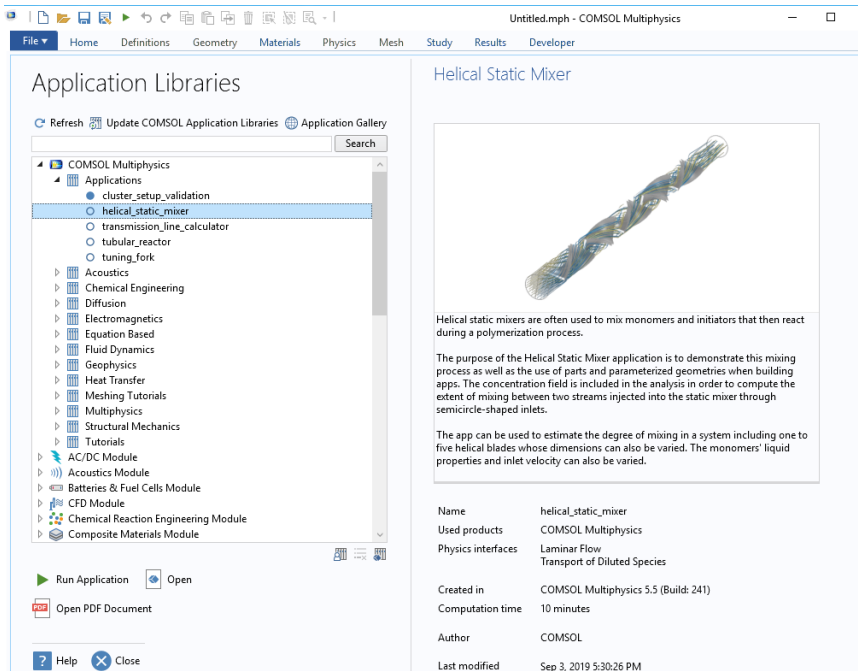 Untitled.mph - COMSOL Multiphysics
File Home Definitions Geometry Materials Physics Mesh Study Results Developer
Application Libraries
Refresh Update COMSOL Application Libraries Application Gallery
Search
COMSOL Multiphysics
Applications
cluster_setup_validation
helical_static_mixer
transmission_line_calculator
tubular_reactor
tuning_fork
Acoustics
Chemical Engineering
Diffusion
Electromagnetics
Equation Based
Fluid Dynamics
Geophysics
Heat Transfer
Meshing Tutorials
Multiphysics
Structural Mechanics
Tutorials
AC/DC Module
Acoustics Module
Batteries & Fuel Cells Module
CFD Module
Chemical Reaction Engineering Module
Composite Materials Module
Run Application Open
PDF Open PDF Document
? Help Close
Helical Static Mixer
Helical static mixers are often used to mix monomers and initiators that then react
during a polymerization process.
The purpose of the Helical Static Mixer application is to demonstrate this mixing
process as well as the use of parts and parameterized geometries when building
apps. The concentration field is included in the analysis in order to compute the
extent of mixing between two streams injected into the static mixer through
semicircle-shaped inlets.
The app can be used to estimate the degree of mixing in a system including one to
five helical blades whose dimensions can also be varied. The monomers' liquid
properties and inlet velocity can also be varied.
Name helical_static_mixer
Used products COMSOL Multiphysics
Physics interfaces Laminar Flow
Transport of Diluted Species
Created in COMSOL Multiphysics 5.5 (Build: 241)
Computation time 10 minutes
Author COMSOL
Last modified Sep 3, 2019 5:30:26 PM